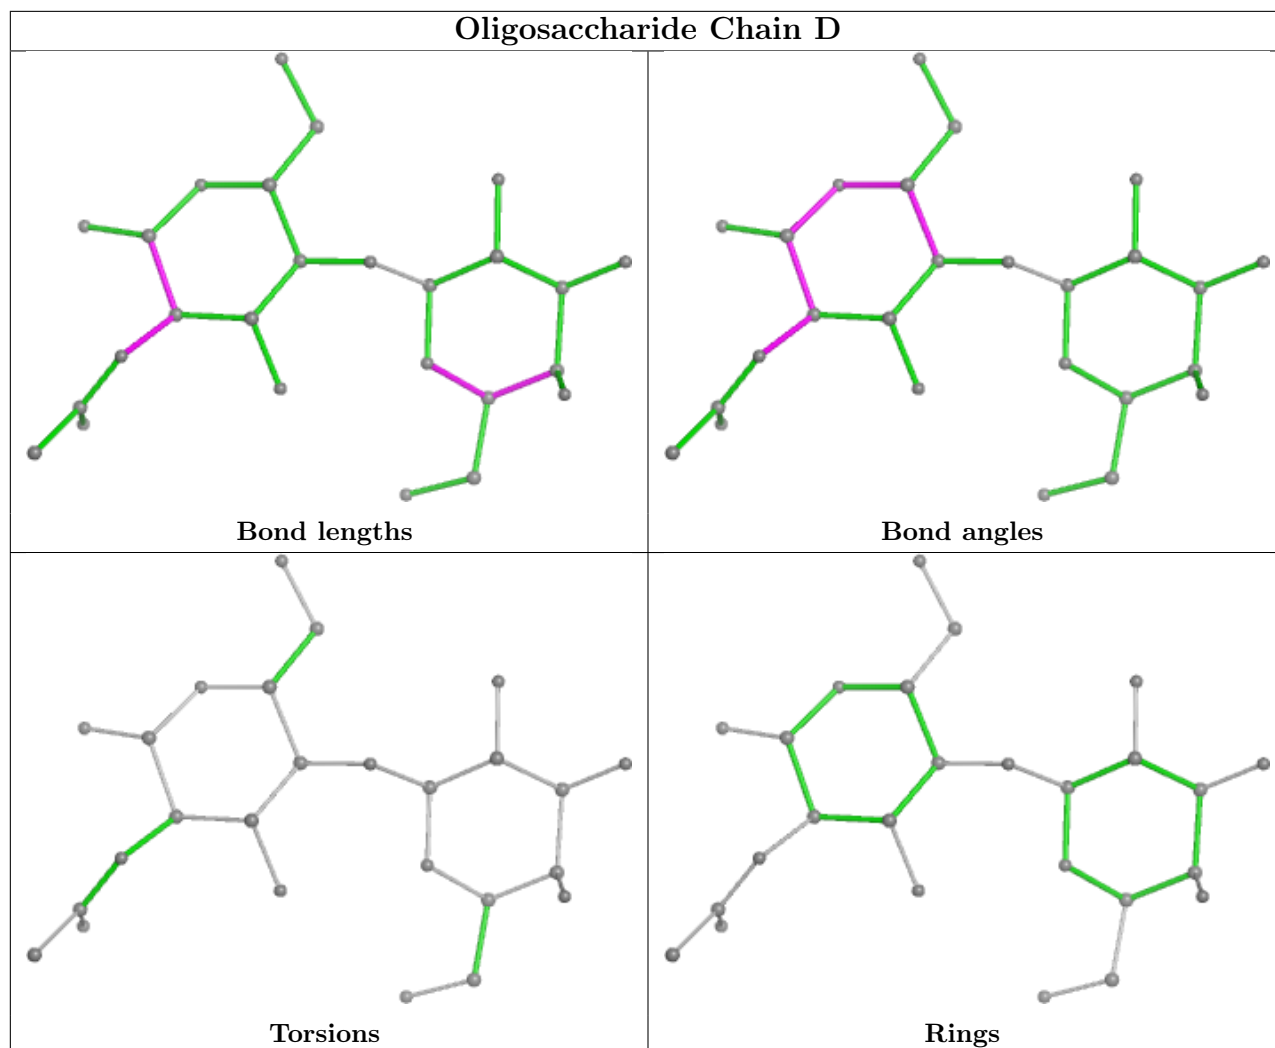 Oligosaccharide Chain D
Bond lengths
Bond angles
Torsions
Rings